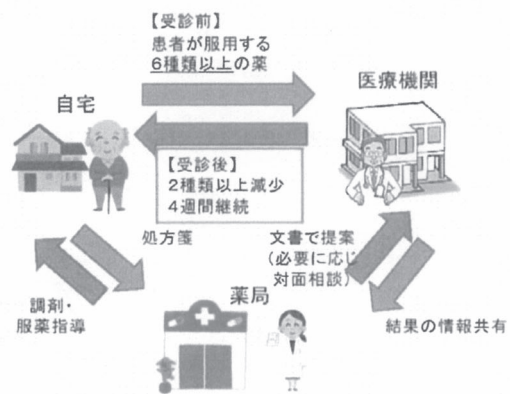 【受診前】
患者が服用する
6種類以上の薬
医療機関
自宅
【受診後】
2種類以上減少
4週間継続
処方箋
文書で提案
(必要に応じ
対面相談)
薬局
調剤・
服薬指導
結果の情報共有